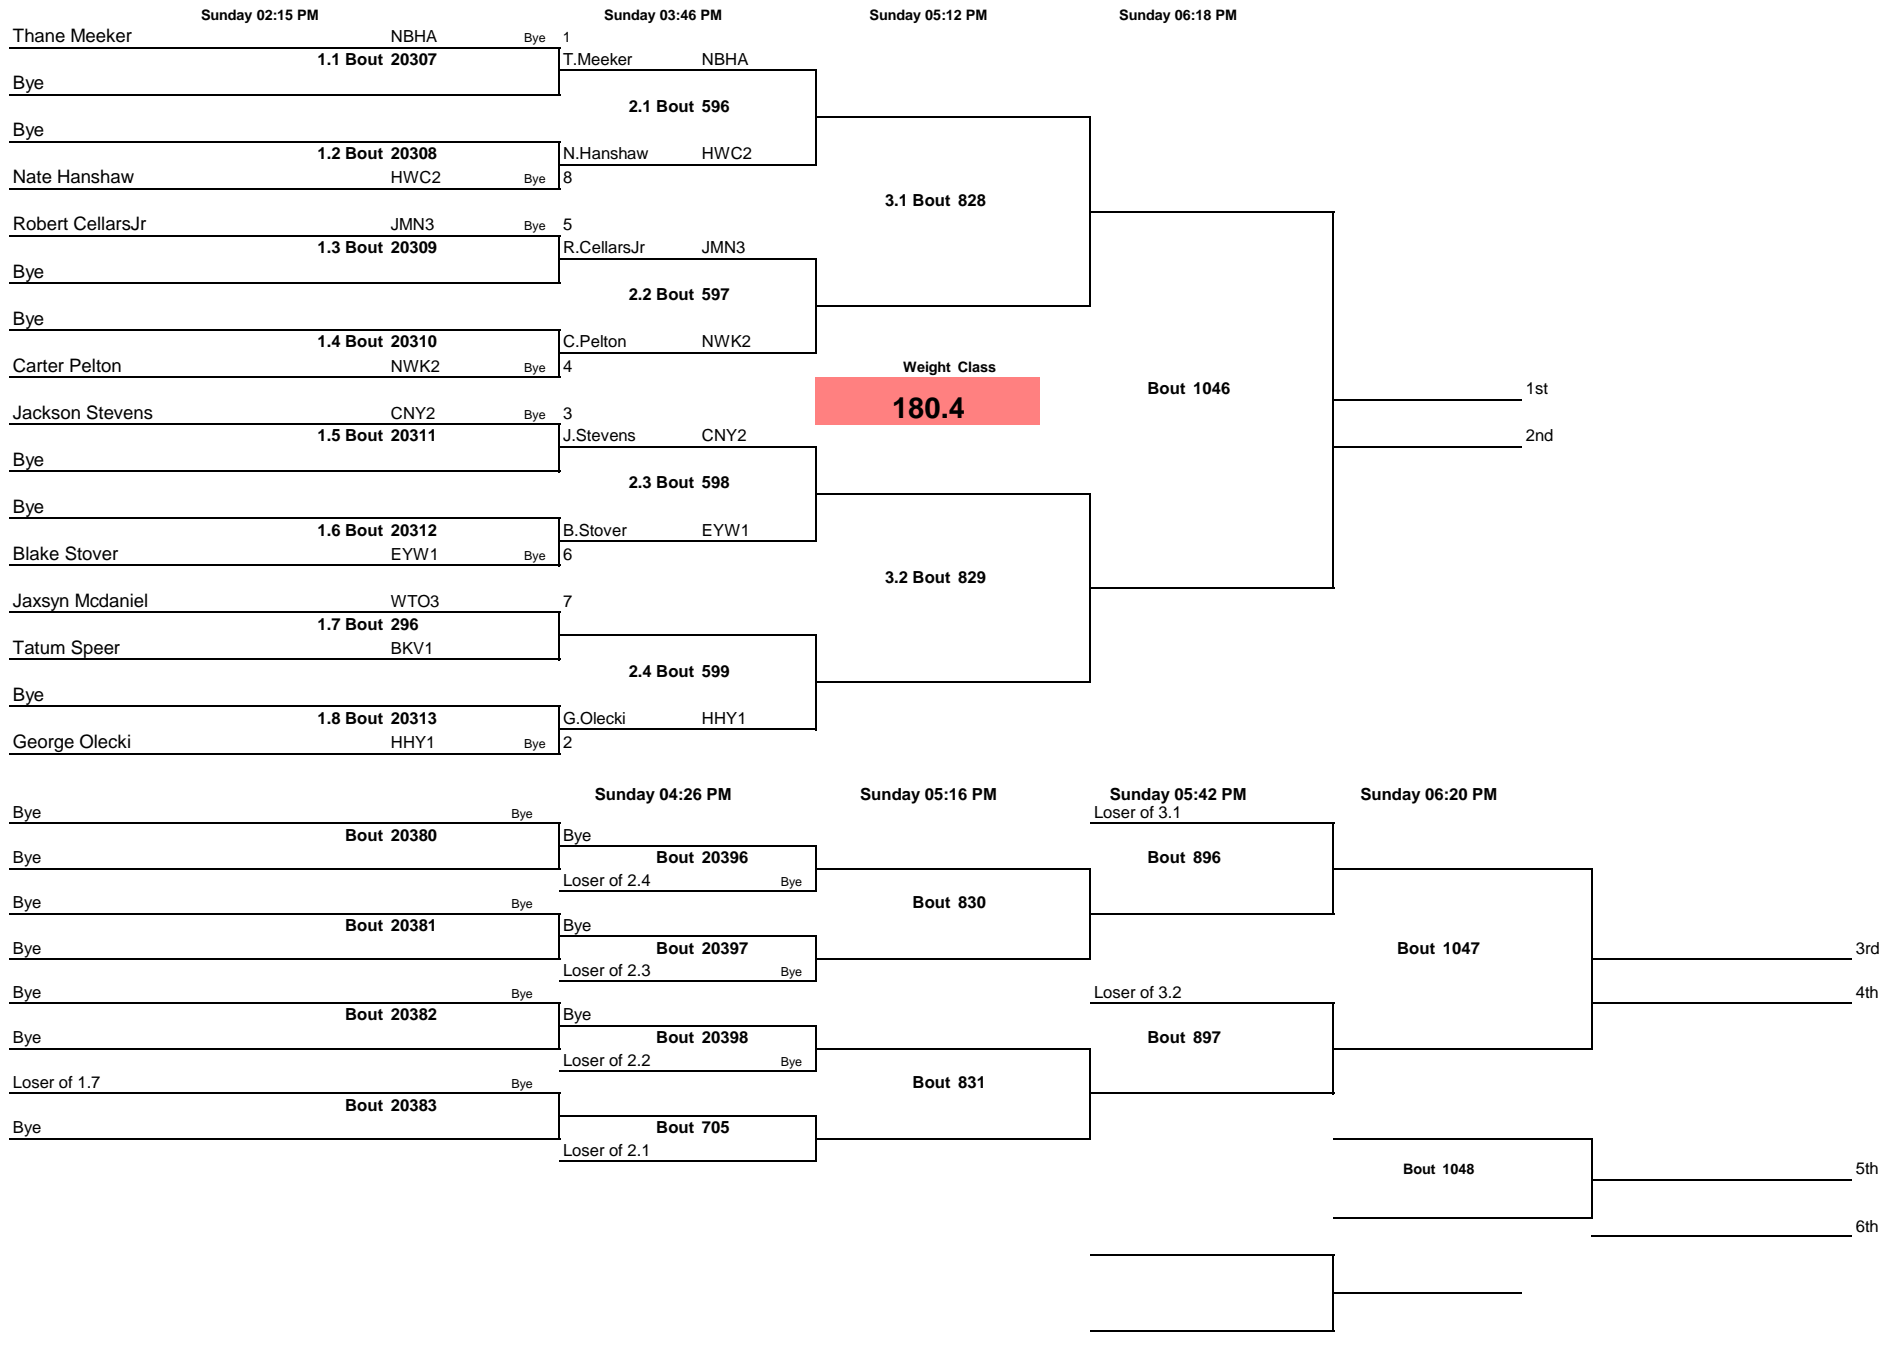 Sunday 02:15 PM Sunday 03:46 PM Sunday 05:12 PM Sunday 06:18 PM
Thane Meeker NBHA Bye 1
1.1 Bout 20307 T.Meeker NBHA
Bye
2.1 Bout 596
Bye
1.2 Bout 20308 N.Hanshaw HWC2
Nate Hanshaw HWC2 Bye 8
3.1 Bout 828
Robert CellarsJr JMN3 Bye 5
1.3 Bout 20309 R.CellarsJr JMN3
Bye
2.2 Bout 597
Bye
1.4 Bout 20310 C.Pelton NWK2
Carter Pelton NWK2 Bye 4 Weight Class
Bout 1046 1st
180.4
Jackson Stevens CNY2 Bye 3
1.5 Bout 20311 J.Stevens CNY2 2nd
Bye
2.3 Bout 598
Bye
1.6 Bout 20312 B.Stover EYW1
Blake Stover EYW1 Bye 6
3.2 Bout 829
Jaxsyn Mcdaniel WTO3 7
1.7 Bout 296
Tatum Speer BKV1
2.4 Bout 599
Bye
1.8 Bout 20313 G.Olecki HHY1
George Olecki HHY1 Bye 2
Sunday 04:26 PM Sunday 05:16 PM Sunday 05:42 PM Sunday 06:20 PM
Bye Bye Loser of 3.1
Bout 20380 Bye
Bye Bout 20396 Bout 896
Loser of 2.4 Bye
Bye Bye Bout 830
Bout 20381 Bye
Bye Bout 20397 Bout 1047 3rd
Loser of 2.3 Bye
Bye Bye Loser of 3.2 4th
Bout 20382 Bye
Bye Bout 20398 Bout 897
Loser of 2.2 Bye
Loser of 1.7 Bye Bout 831
Bout 20383
Bye Bout 705
Loser of 2.1
Bout 1048 5th
6th